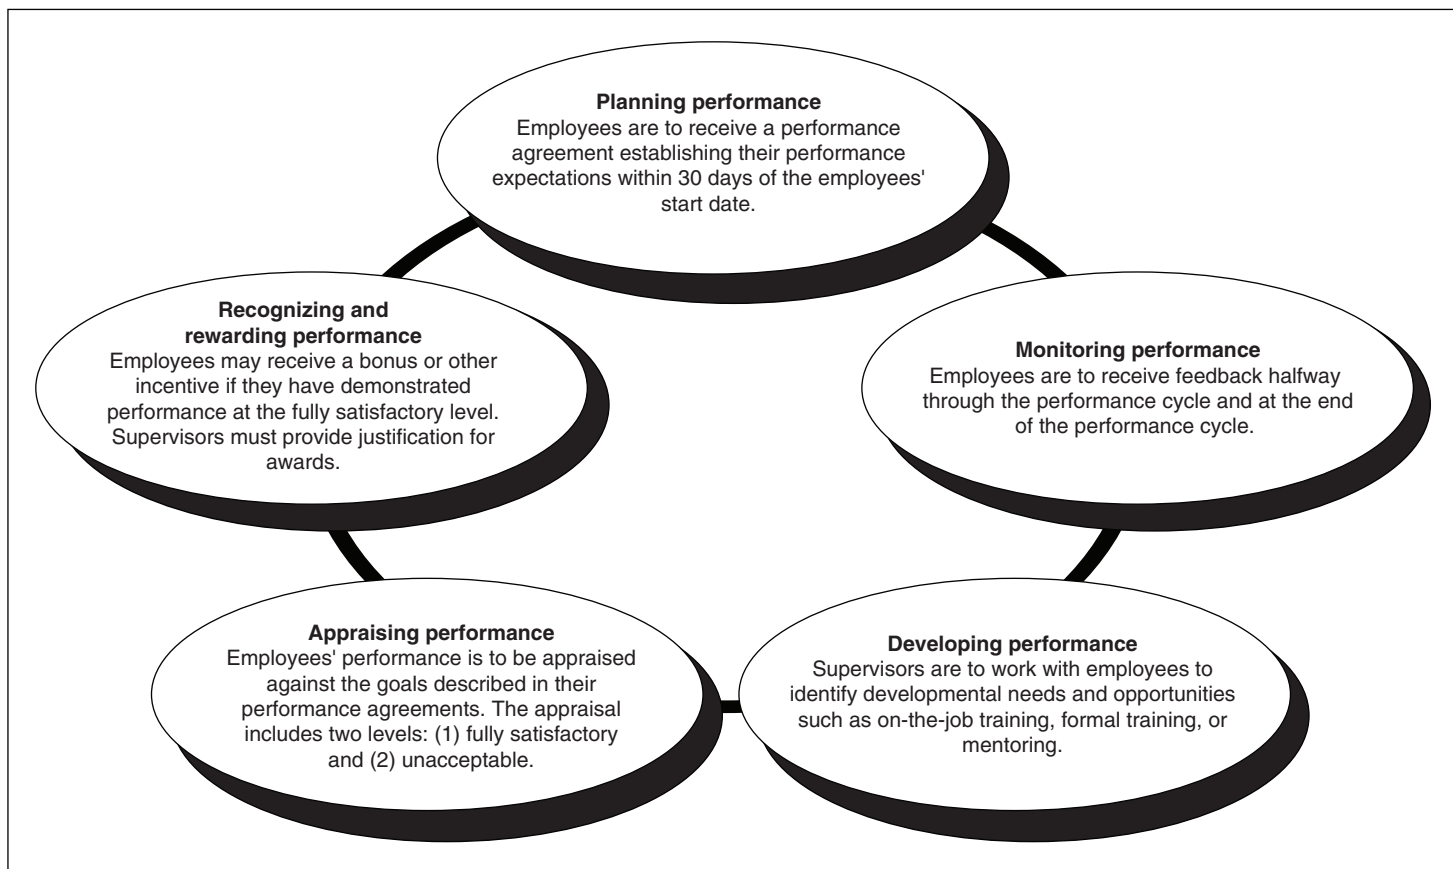 Planning performance
Employees are to receive a performance
agreement establishing their performance
expectations within 30 days of the employees'
start date.
Recognizing and
rewarding performance
Employees may receive a bonus or other
incentive if they have demonstrated
performance at the fully satisfactory level.
Supervisors must provide justification for
awards.
Monitoring performance
Employees are to receive feedback halfway
through the performance cycle and at the end
of the performance cycle.
Appraising performance
Employees' performance is to be appraised
against the goals described in their
performance agreements. The appraisal
includes two levels: (1) fully satisfactory
and (2) unacceptable.
Developing performance
Supervisors are to work with employees to
identify developmental needs and opportunities
such as on-the-job training, formal training, or
mentoring.